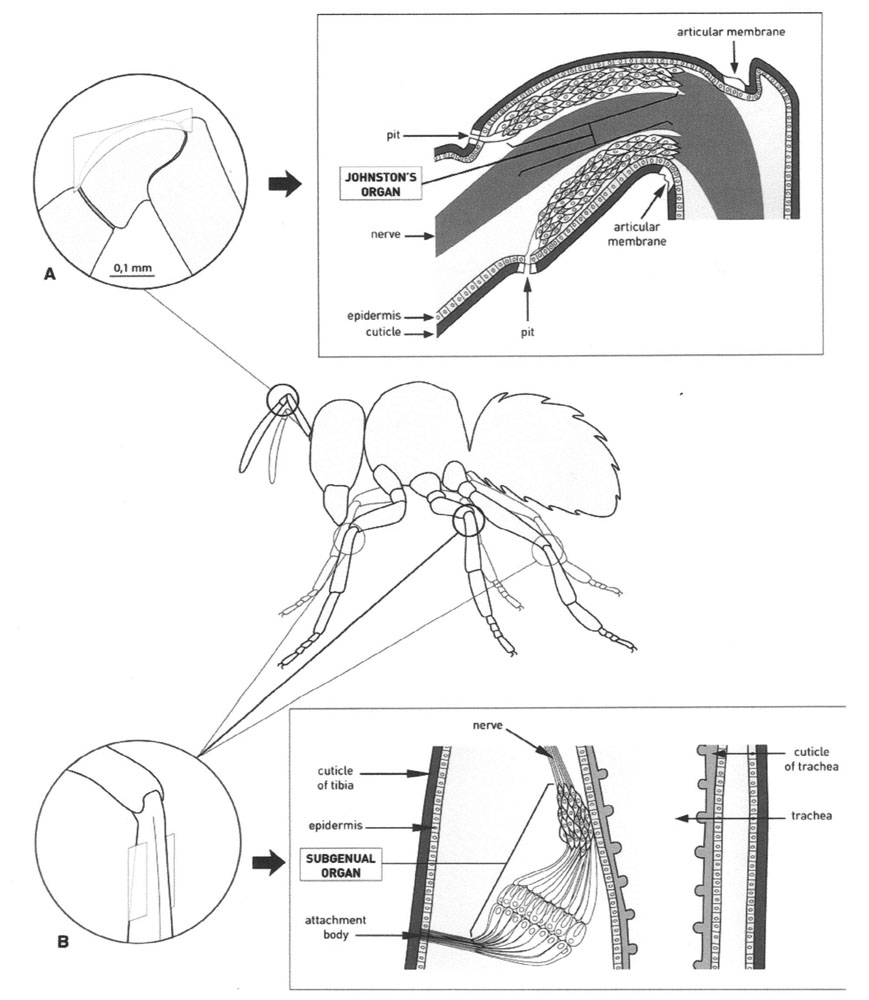 articular membrane
pit
JOHNSTON'S
ORGAN
articular
membrane
nerve
A
0,1 mm
epidermis
cuticle
pit
nerve
cuticle
of tibia
cuticle
of trachea
epidermis
trachea
SUBGENUAL
ORGAN
attachment
body
B